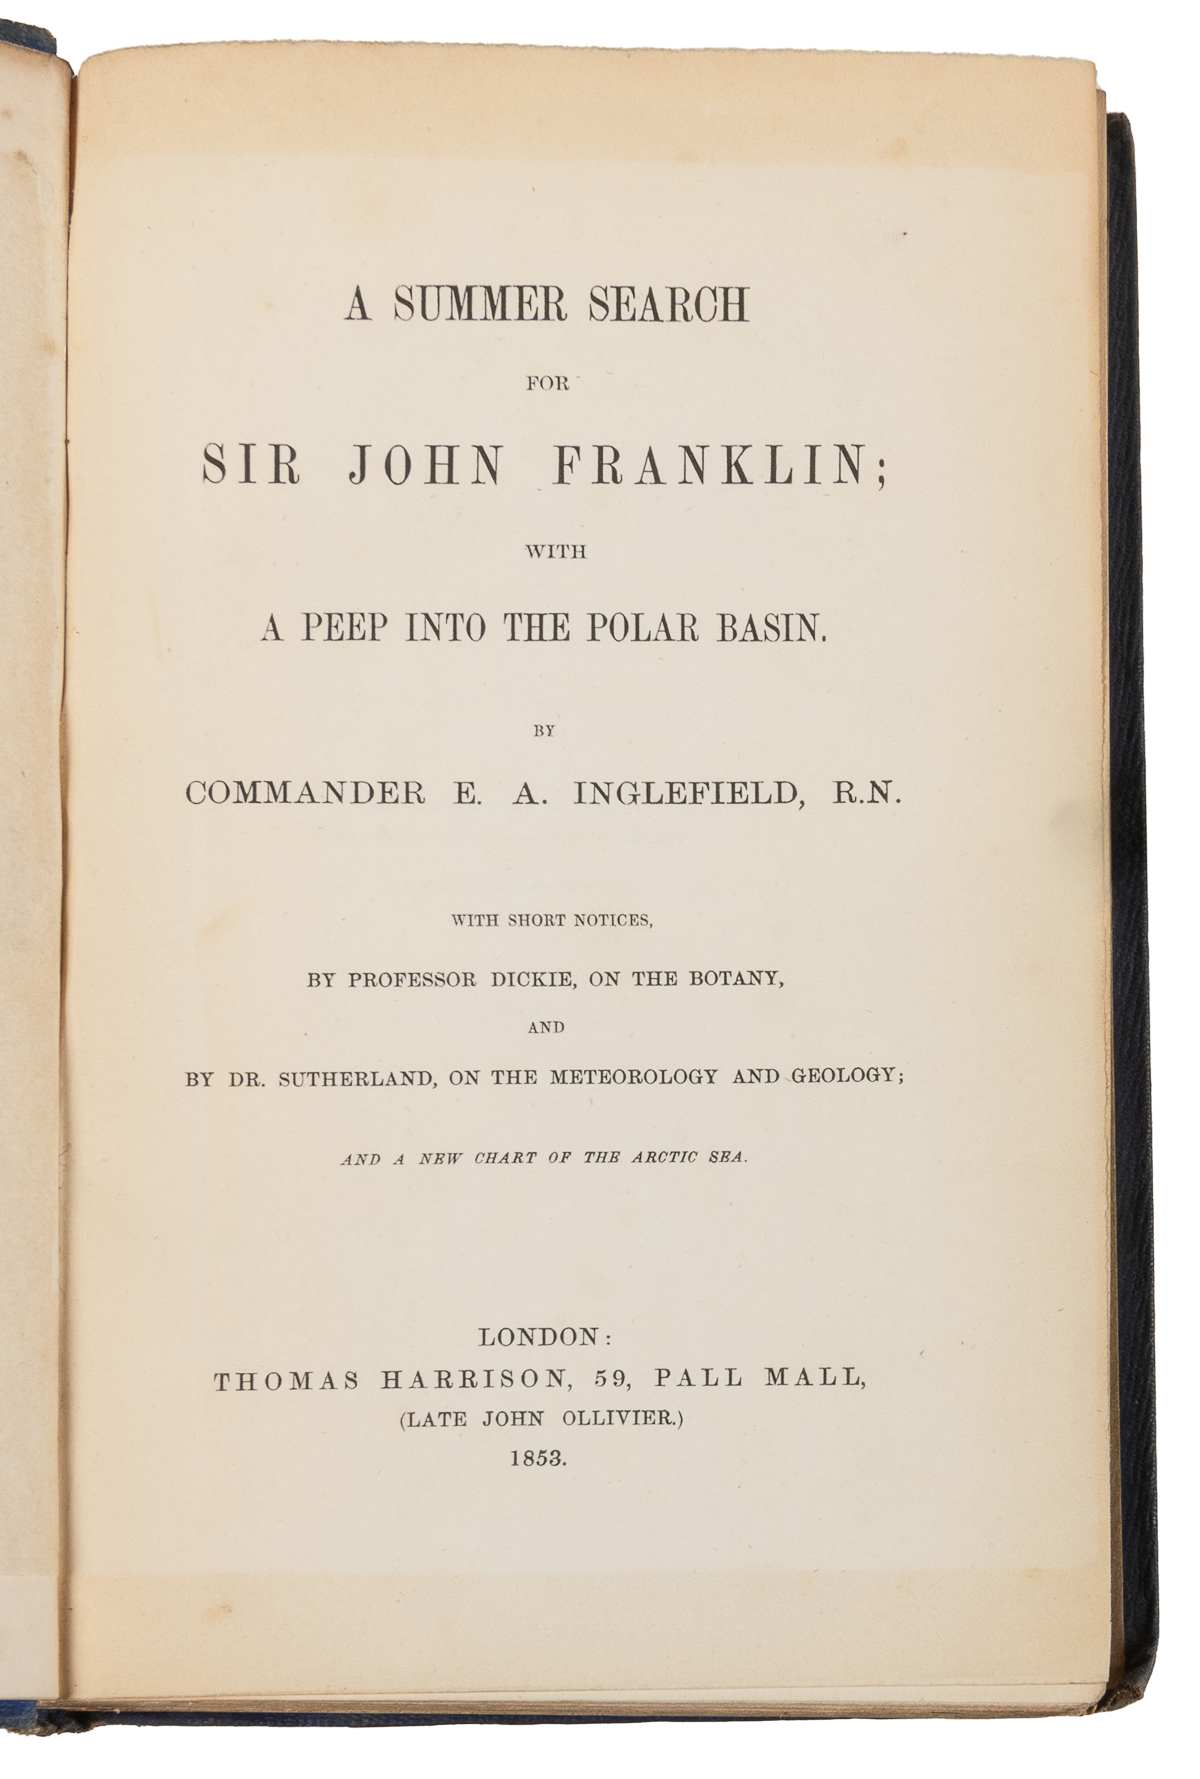 A SUMMER SEARCH
FOR
SIR JOHN FRANKLIN;
WITH
A PEEP INTO THE POLAR BASIN.
BY
COMMANDER E. A. INGLEFIELD, R.N.
WITH SHORT NOTICES,
BY PROFESSOR DICKIE, ON THE BOTANY,
AND
BY DR. SUTHERLAND, ON THE METEOROLOGY AND GEOLOGY;
AND A NEW CHART OF THE ARCTIC SEA.
LONDON:
THOMAS HARRISON, 59, PALL MALL,
(LATE JOHN OLLIVIER.)
1853.